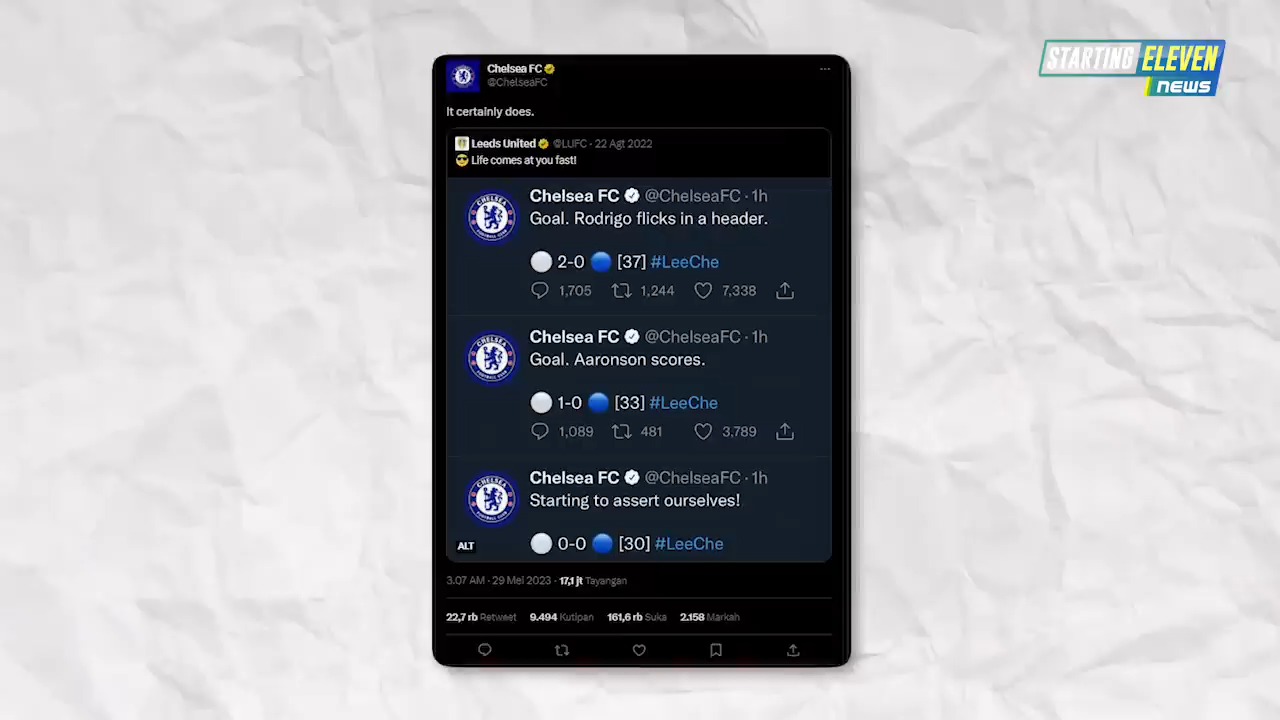 STARTING ELEVEN
news
Chelsea FC
@ChelseaFC
It certainly does.
Leeds United @LUFC · 22 Agt 2022
😎 Life comes at you fast!
Chelsea FC @ChelseaFC · 1h
Goal. Rodrigo flicks in a header.
⚪ 2-0 🔵 [37] #LeeChe
1,705 1,244 7,338
Chelsea FC @ChelseaFC · 1h
Goal. Aaronson scores.
⚪ 1-0 🔵 [33] #LeeChe
1,089 481 3,789
Chelsea FC @ChelseaFC · 1h
Starting to assert ourselves!
⚪ 0-0 🔵 [30] #LeeChe
ALT
3.07 AM · 29 Mei 2023 · 17,1 jt Tayangan
22,7 rb Retweet 9.494 Kutipan 161,6 rb Suka 2.158 Markah